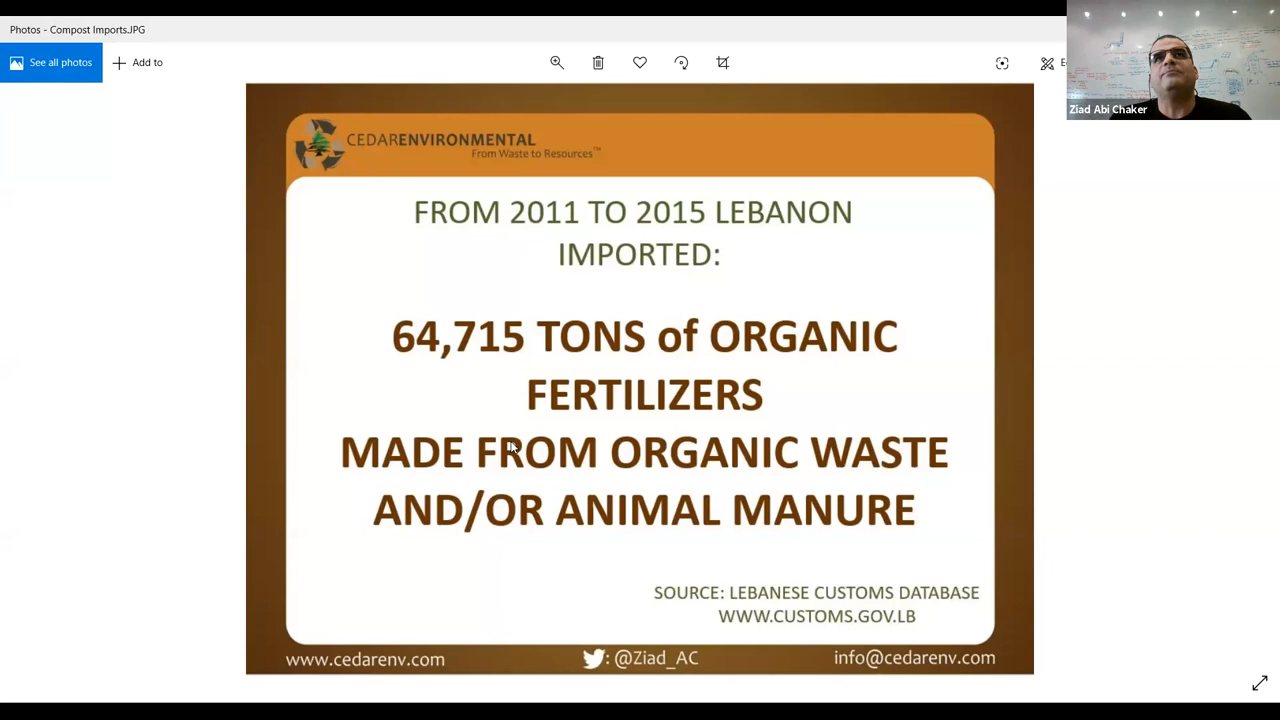 Photos - Compost Imports.JPG
See all photos
Add to
Ziad Abi Chaker
CEDARENVIRONMENTAL
From Waste to Resources™
FROM 2011 TO 2015 LEBANON
IMPORTED:
64,715 TONS of ORGANIC
FERTILIZERS
MADE FROM ORGANIC WASTE
AND/OR ANIMAL MANURE
SOURCE: LEBANESE CUSTOMS DATABASE
WWW.CUSTOMS.GOV.LB
www.cedarenv.com
: @Ziad_AC
info@cedarenv.com